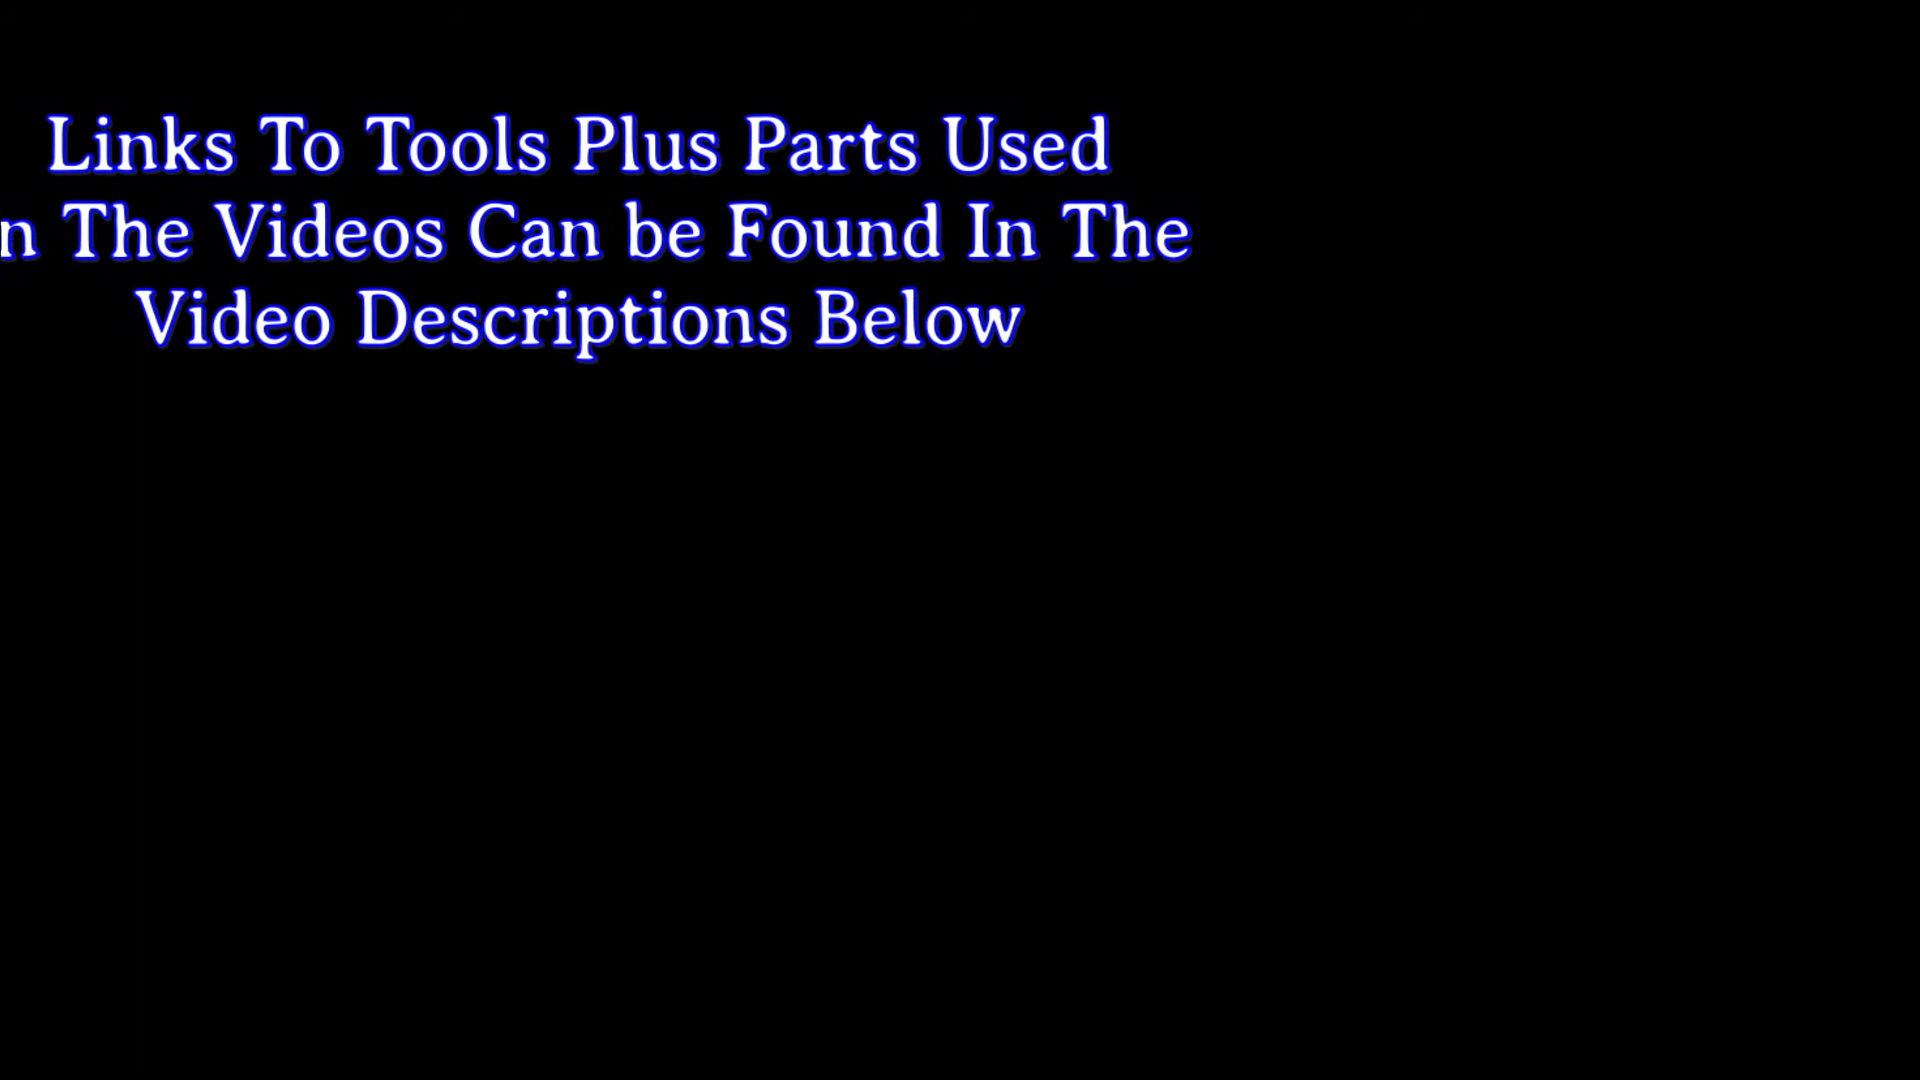 Links To Tools Plus Parts Used
n The Videos Can be Found In The
Video Descriptions Below